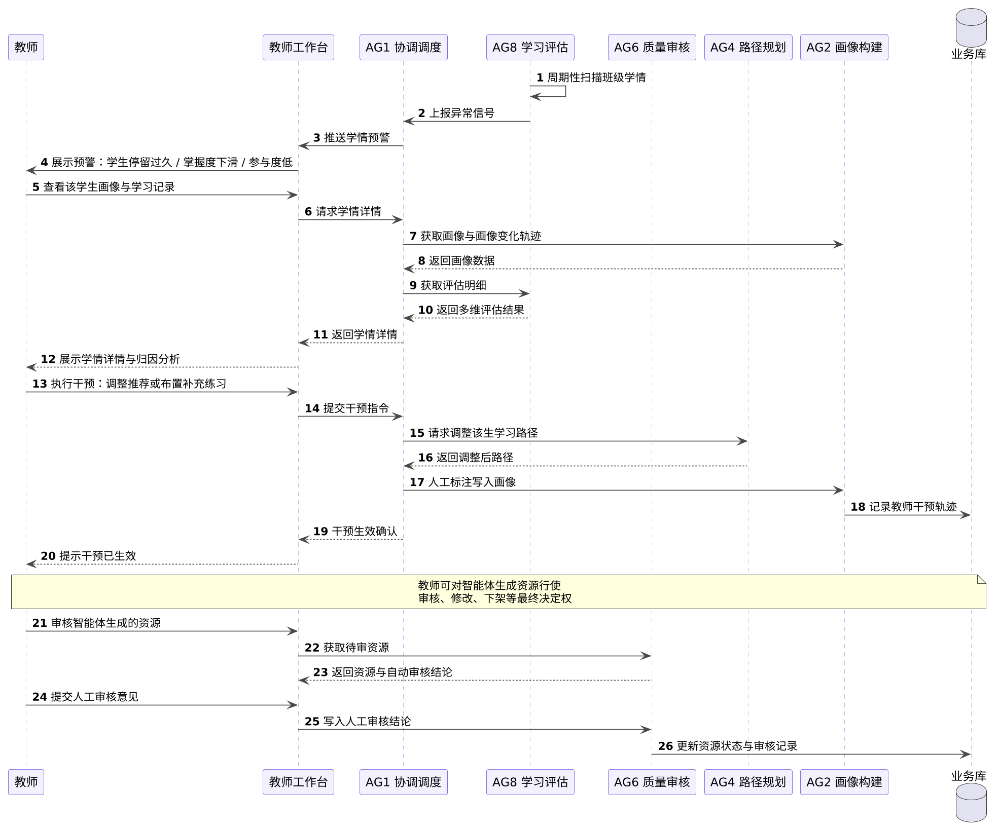 业务库
教师
教师工作台
AG1 协调调度
AG8 学习评估
AG6 质量审核
AG4 路径规划
AG2 画像构建
1 周期性扫描班级学情
2 上报异常信号
3 推送学情预警
4 展示预警：学生停留过久 / 掌握度下滑 / 参与度低
5 查看该学生画像与学习记录
6 请求学情详情
7 获取画像与画像变化轨迹
8 返回画像数据
9 获取评估明细
10 返回多维评估结果
11 返回学情详情
12 展示学情详情与归因分析
13 执行干预：调整推荐或布置补充练习
14 提交干预指令
15 请求调整该生学习路径
16 返回调整后路径
17 人工标注写入画像
18 记录教师干预轨迹
19 干预生效确认
20 提示干预已生效
教师可对智能体生成资源行使
审核、修改、下架等最终决定权
21 审核智能体生成的资源
22 获取待审资源
23 返回资源与自动审核结论
24 提交人工审核意见
25 写入人工审核结论
26 更新资源状态与审核记录
教师
教师工作台
AG1 协调调度
AG8 学习评估
AG6 质量审核
AG4 路径规划
AG2 画像构建
业务库